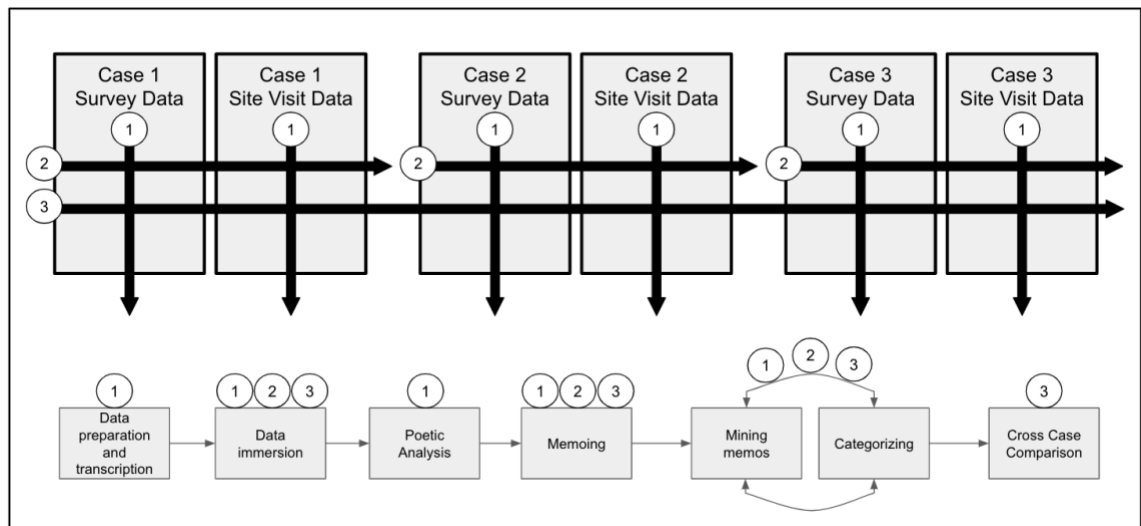 Case 1
Survey Data
Case 1
Site Visit Data
Case 2
Survey Data
Case 2
Site Visit Data
Case 3
Survey Data
Case 3
Site Visit Data
1
1
1
1
1
1
2
2
2
3
1
Data
preparation
and
transcription
1 2 3
Data
immersion
1
Poetic
Analysis
1 2 3
Memoing
1 2 3
Mining
memos
Categorizing
3
Cross Case
Comparison